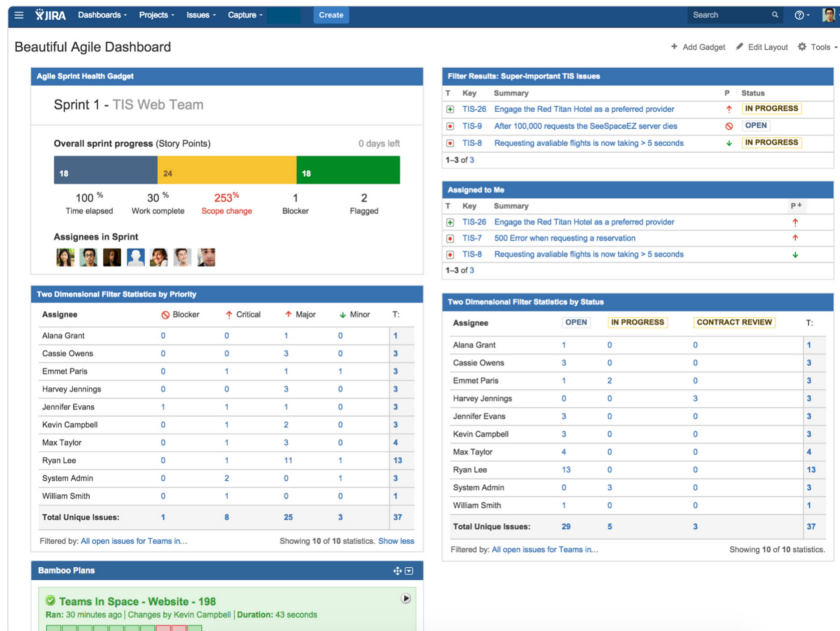 JIRA Dashboards Projects Issues Capture Create Search
Beautiful Agile Dashboard
+ Add Gadget Edit Layout Tools
Agile Sprint Health Gadget
Sprint 1 - TIS Web Team
Overall sprint progress (Story Points) 0 days left
18 24 18
100 % 30 % 253% 1 2
Time elapsed Work complete Scope change Blocker Flagged
Assignees in Sprint
Two Dimensional Filter Statistics by Priority
Assignee Blocker Critical Major Minor T:
Alana Grant 0 0 1 0 1
Cassie Owens 0 0 3 0 3
Emmet Paris 0 1 1 1 3
Harvey Jennings 0 0 3 0 3
Jennifer Evans 1 1 1 0 3
Kevin Campbell 0 1 2 0 3
Max Taylor 0 1 3 0 4
Ryan Lee 0 1 11 1 13
System Admin 0 2 0 1 3
William Smith 0 1 0 0 1
Total Unique Issues: 1 8 25 3 37
Filtered by: All open issues for Teams in... Showing 10 of 10 statistics. Show less
Bamboo Plans
Teams In Space - Website - 198
Ran: 30 minutes ago | Changes by Kevin Campbell | Duration: 43 seconds
Filter Results: Super-important TIS issues
T Key Summary P Status
TIS-26 Engage the Red Titan Hotel as a preferred provider IN PROGRESS
TIS-9 After 100,000 requests the SeeSpaceEZ server dies OPEN
TIS-8 Requesting available flights is now taking > 5 seconds IN PROGRESS
1–3 of 3
Assigned to Me
T Key Summary P
TIS-26 Engage the Red Titan Hotel as a preferred provider
TIS-7 500 Error when requesting a reservation
TIS-8 Requesting available flights is now taking > 5 seconds
1–3 of 3
Two Dimensional Filter Statistics by Status
Assignee OPEN IN PROGRESS CONTRACT REVIEW T:
Alana Grant 1 0 0 1
Cassie Owens 3 0 0 3
Emmet Paris 1 2 0 3
Harvey Jennings 0 0 3 3
Jennifer Evans 3 0 0 3
Kevin Campbell 3 0 0 3
Max Taylor 4 0 0 4
Ryan Lee 13 0 0 13
System Admin 0 3 0 3
William Smith 1 0 0 1
Total Unique Issues: 29 5 3 37
Filtered by: All open issues for Teams in... Showing 10 of 10 statistics.